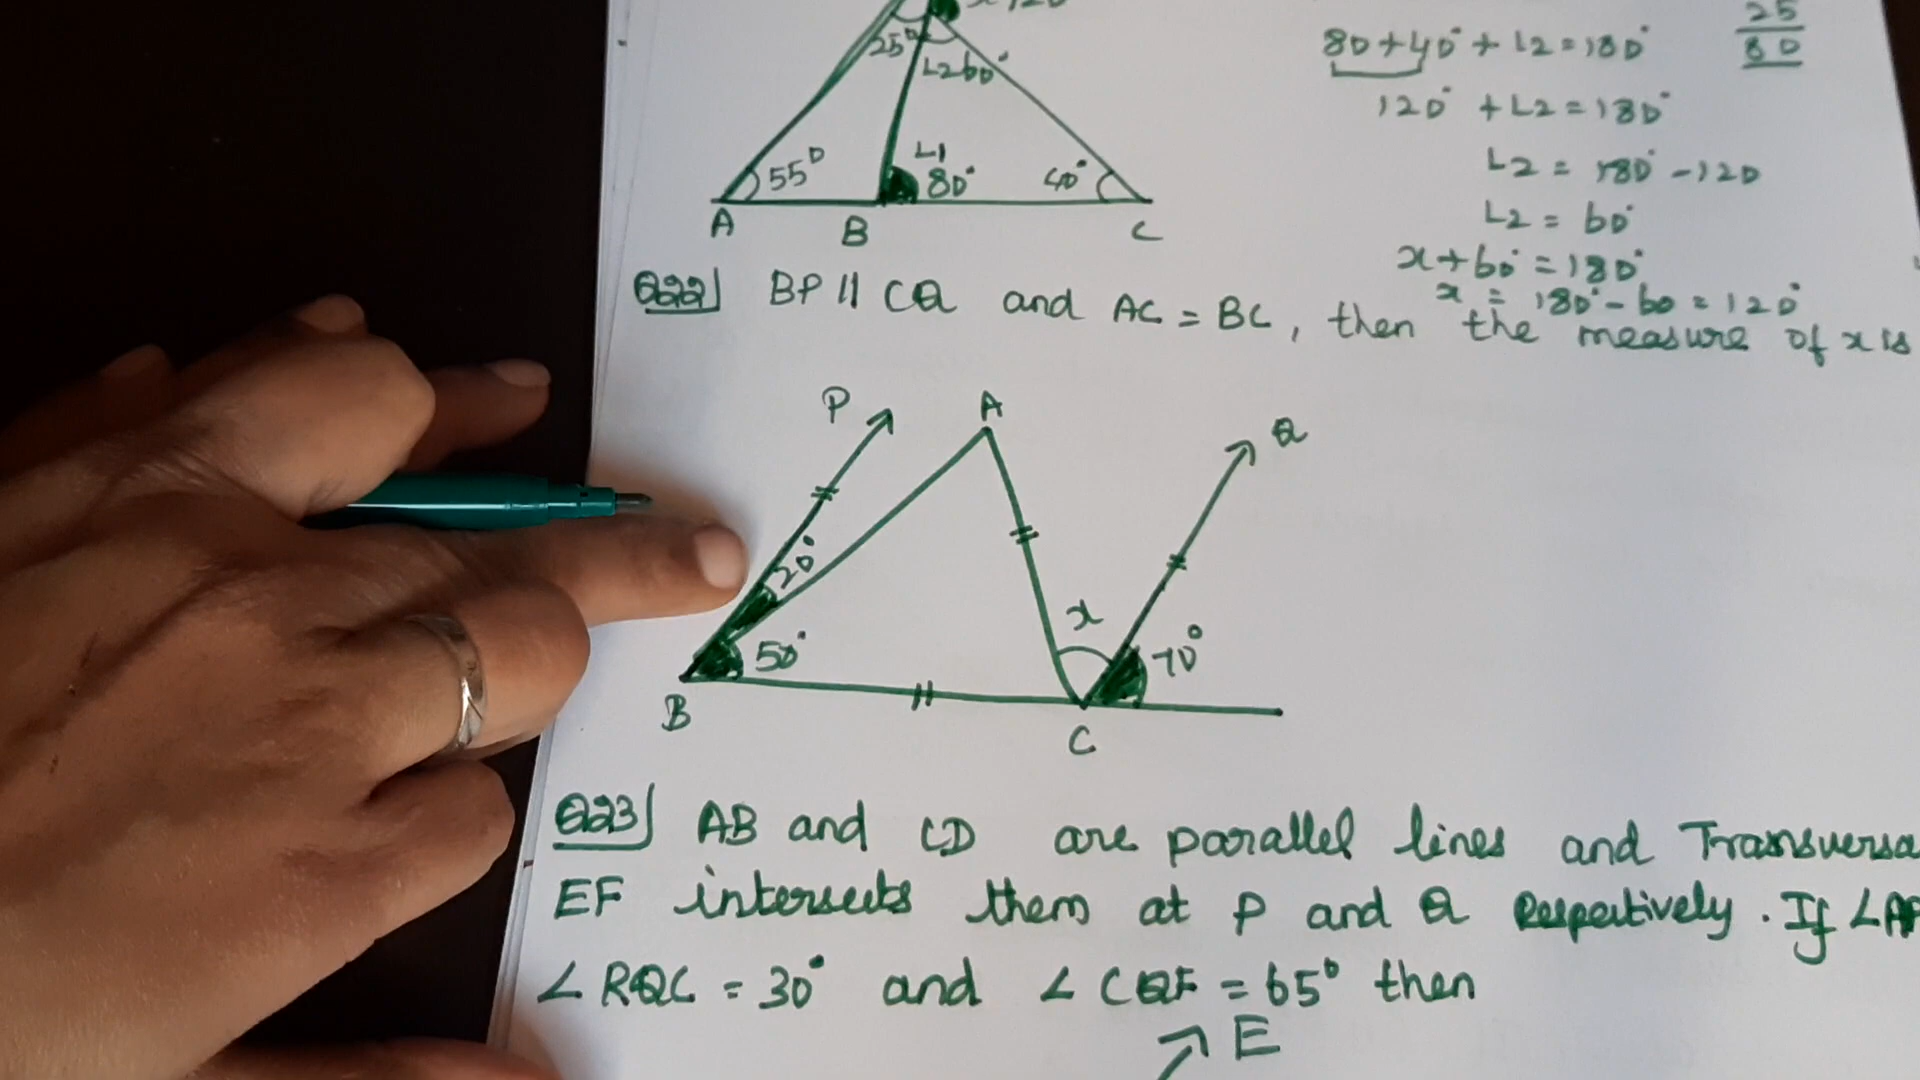 25°
L2 60°
55°
L1
80°
40°
A
B
C
25
80
80+40°+L2=180°
120° +L2=180°
L2 = 180° -120
L2 = 60°
x+60°=180°
x = 180°-60=120°
Q22] BP || CQ and AC = BC, then the measure of x is
P
A
Q
20°
50°
x
70°
B
C
Q23] AB and CD are parallel lines and Transversa
EF intersects them at P and Q Respectively. If ∠AP
∠RQC = 30° and ∠CQF = 65° then
E